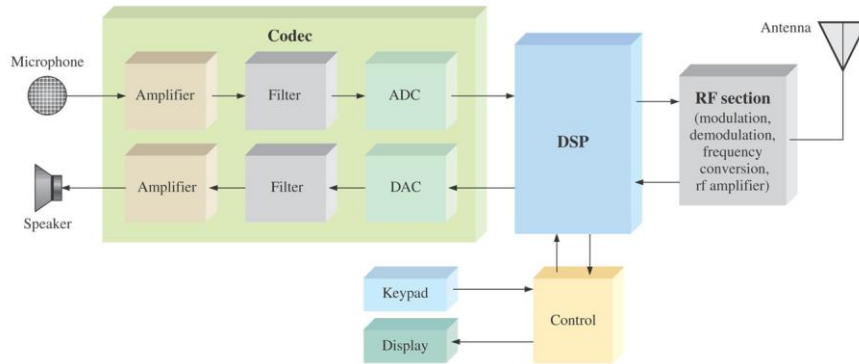 Codec
Antenna
Microphone
Amplifier
Filter
ADC
RF section
(modulation,
demodulation,
frequency
conversion,
rf amplifier)
DSP
Amplifier
Filter
DAC
Speaker
Keypad
Control
Display